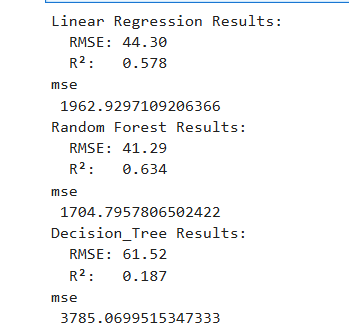 Linear Regression Results:
RMSE: 44.30
R²: 0.578
mse
1962.9297109206366
Random Forest Results:
RMSE: 41.29
R²: 0.634
mse
1704.7957806502422
Decision_Tree Results:
RMSE: 61.52
R²: 0.187
mse
3785.0699515347333